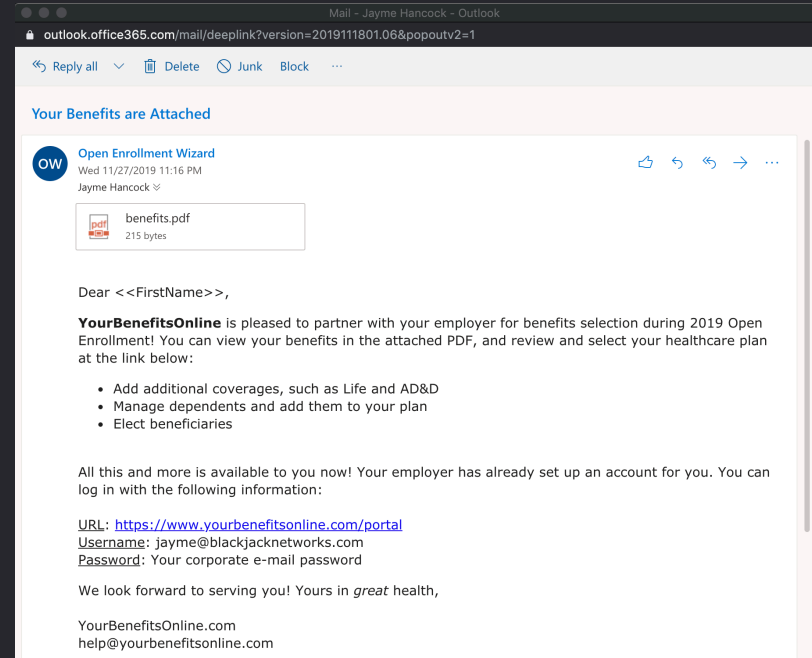 Mail - Jayme Hancock - Outlook
outlook.office365.com/mail/deeplink?version=2019111801.06&popoutv2=1
Reply all Delete Junk Block ...
Your Benefits are Attached
OW
Open Enrollment Wizard
Wed 11/27/2019 11:16 PM
Jayme Hancock
pdf
benefits.pdf
215 bytes
Dear <<FirstName>>,
YourBenefitsOnline is pleased to partner with your employer for benefits selection during 2019 Open
Enrollment! You can view your benefits in the attached PDF, and review and select your healthcare plan
at the link below:
• Add additional coverages, such as Life and AD&D
• Manage dependents and add them to your plan
• Elect beneficiaries
All this and more is available to you now! Your employer has already set up an account for you. You can
log in with the following information:
URL: https://www.yourbenefitsonline.com/portal
Username: jayme@blackjacknetworks.com
Password: Your corporate e-mail password
We look forward to serving you! Yours in great health,
YourBenefitsOnline.com
help@yourbenefitsonline.com